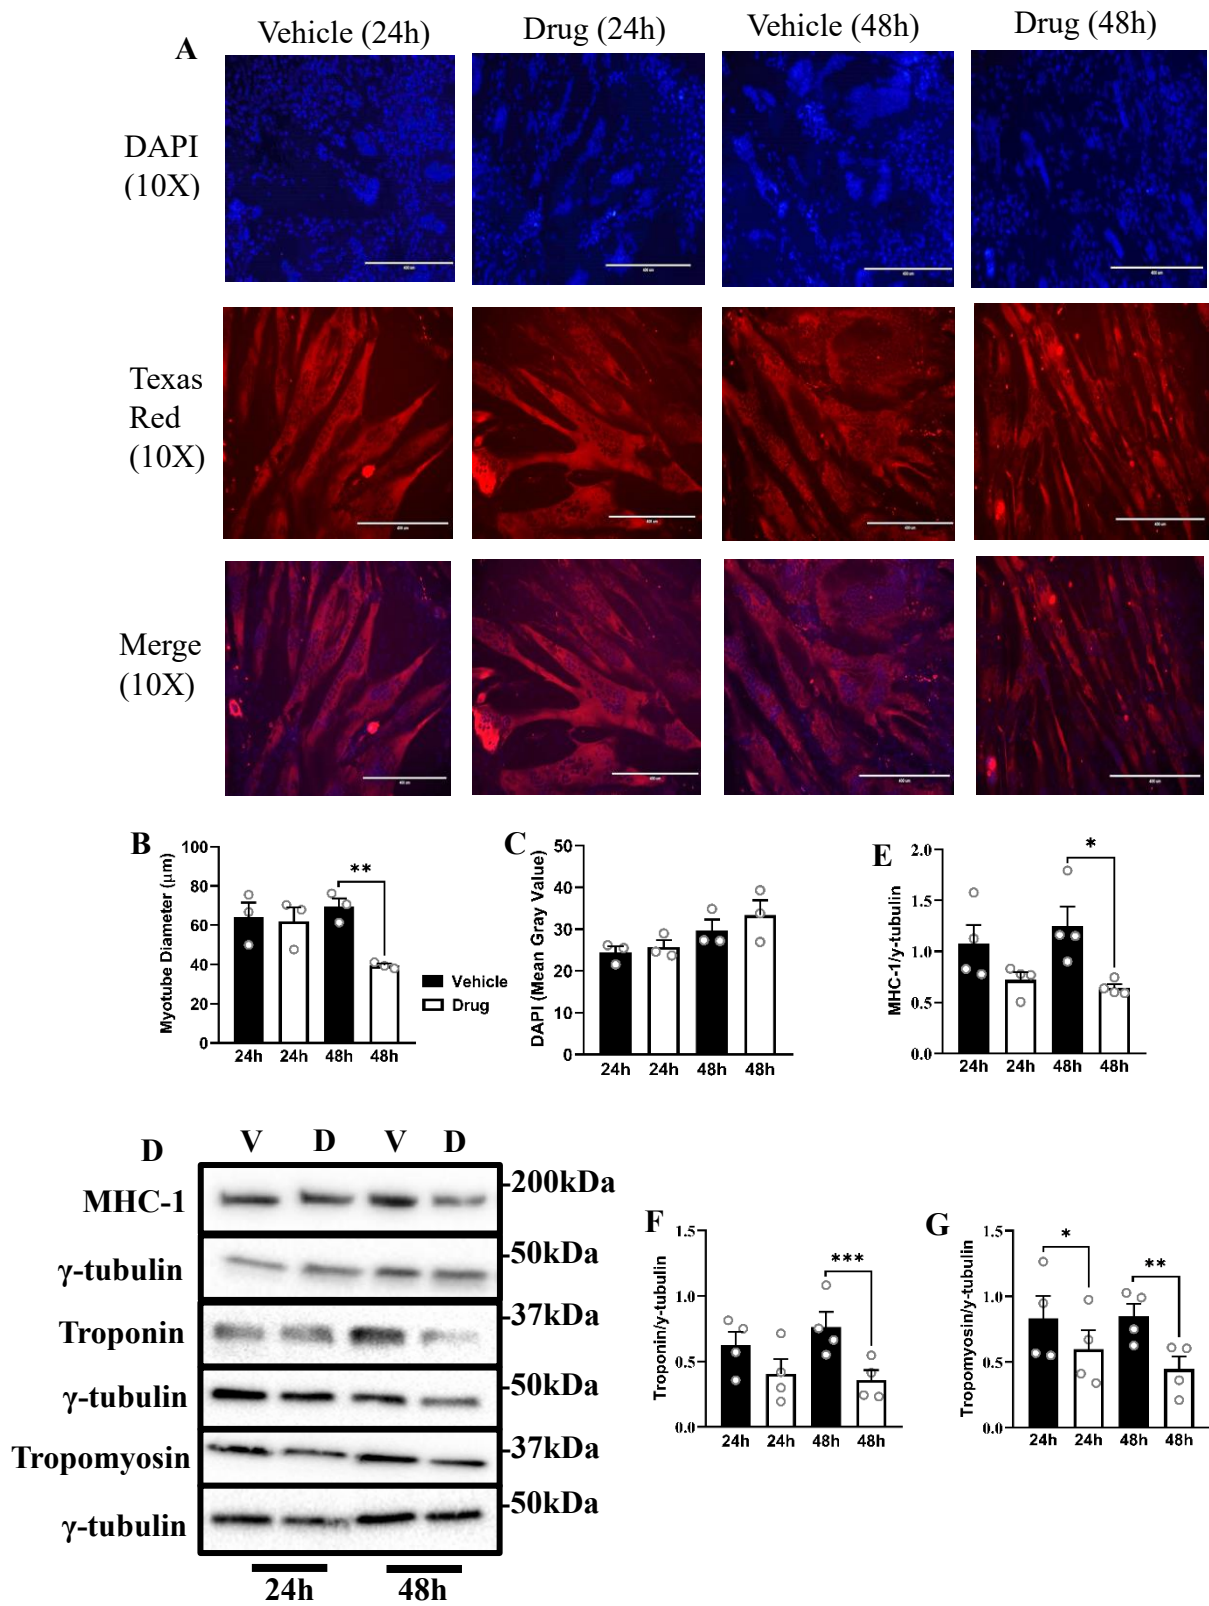 Vehicle (24h) Drug (24h) Vehicle (48h) Drug (48h)
A
DAPI
(10X)
Texas
Red
(10X)
Merge
(10X)
B
Myotube Diameter (μm)
100
80
60
40
20
0
**
24h 24h 48h 48h
Vehicle
Drug
C
DAPI (Mean Gray Value)
50
40
30
20
10
0
24h 24h 48h 48h
E
MHC-1/γ-tubulin
2.0
1.5
1.0
0.5
0.0
*
24h 24h 48h 48h
D
V D V D
MHC-1
-200kDa
γ-tubulin
-50kDa
Troponin
-37kDa
γ-tubulin
-50kDa
Tropomyosin
-37kDa
γ-tubulin
-50kDa
24h 48h
F
Troponin/γ-tubulin
1.5
1.0
0.5
0.0
***
24h 24h 48h 48h
G
Tropomyosin/γ-tubulin
1.5
1.0
0.5
0.0
*
**
24h 24h 48h 48h